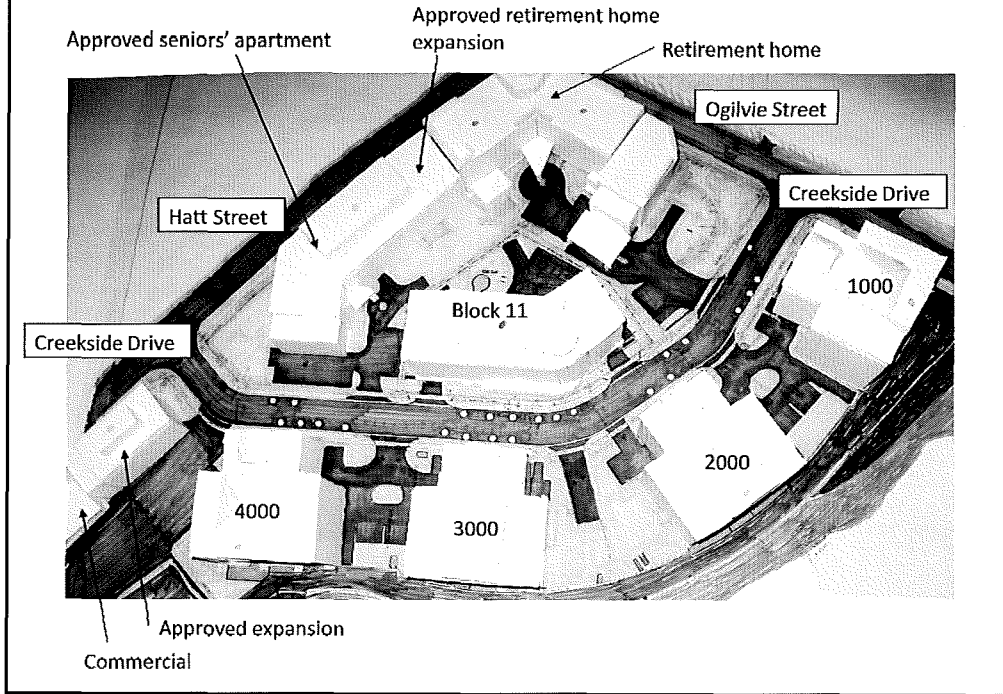 Approved retirement home
expansion
Approved seniors' apartment
Retirement home
Ogilvie Street
Creekside Drive
Hatt Street
1000
Block 11
Creekside Drive
2000
4000
3000
Approved expansion
Commercial